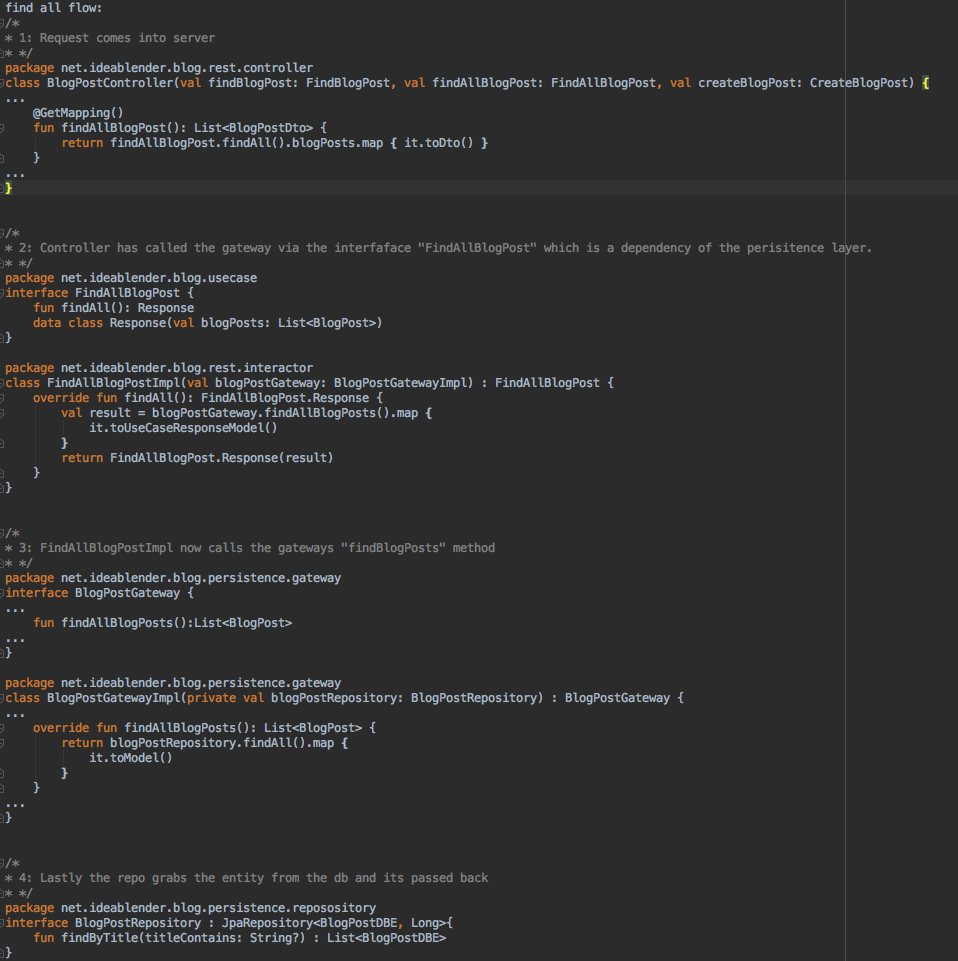 find all flow:
/*
* 1: Request comes into server
* */
package net.ideablender.blog.rest.controller
class BlogPostController(val findBlogPost: FindBlogPost, val findAllBlogPost: FindAllBlogPost, val createBlogPost: CreateBlogPost) {
...
@GetMapping()
fun findAllBlogPost(): List<BlogPostDto> {
return findAllBlogPost.findAll().blogPosts.map { it.toDto() }
}
...
}
/*
* 2: Controller has called the gateway via the interfaface "FindAllBlogPost" which is a dependency of the perisitence layer.
* */
package net.ideablender.blog.usecase
interface FindAllBlogPost {
fun findAll(): Response
data class Response(val blogPosts: List<BlogPost>)
}
package net.ideablender.blog.rest.interactor
class FindAllBlogPostImpl(val blogPostGateway: BlogPostGatewayImpl) : FindAllBlogPost {
override fun findAll(): FindAllBlogPost.Response {
val result = blogPostGateway.findAllBlogPosts().map {
it.toUseCaseResponseModel()
}
return FindAllBlogPost.Response(result)
}
}
/*
* 3: FindAllBlogPostImpl now calls the gateways "findBlogPosts" method
* */
package net.ideablender.blog.persistence.gateway
interface BlogPostGateway {
...
fun findAllBlogPosts():List<BlogPost>
...
}
package net.ideablender.blog.persistence.gateway
class BlogPostGatewayImpl(private val blogPostRepository: BlogPostRepository) : BlogPostGateway {
...
override fun findAllBlogPosts(): List<BlogPost> {
return blogPostRepository.findAll().map {
it.toModel()
}
}
...
}
/*
* 4: Lastly the repo grabs the entity from the db and its passed back
* */
package net.ideablender.blog.persistence.reposository
interface BlogPostRepository : JpaRepository<BlogPostDBE, Long>{
fun findByTitle(titleContains: String?) : List<BlogPostDBE>
}